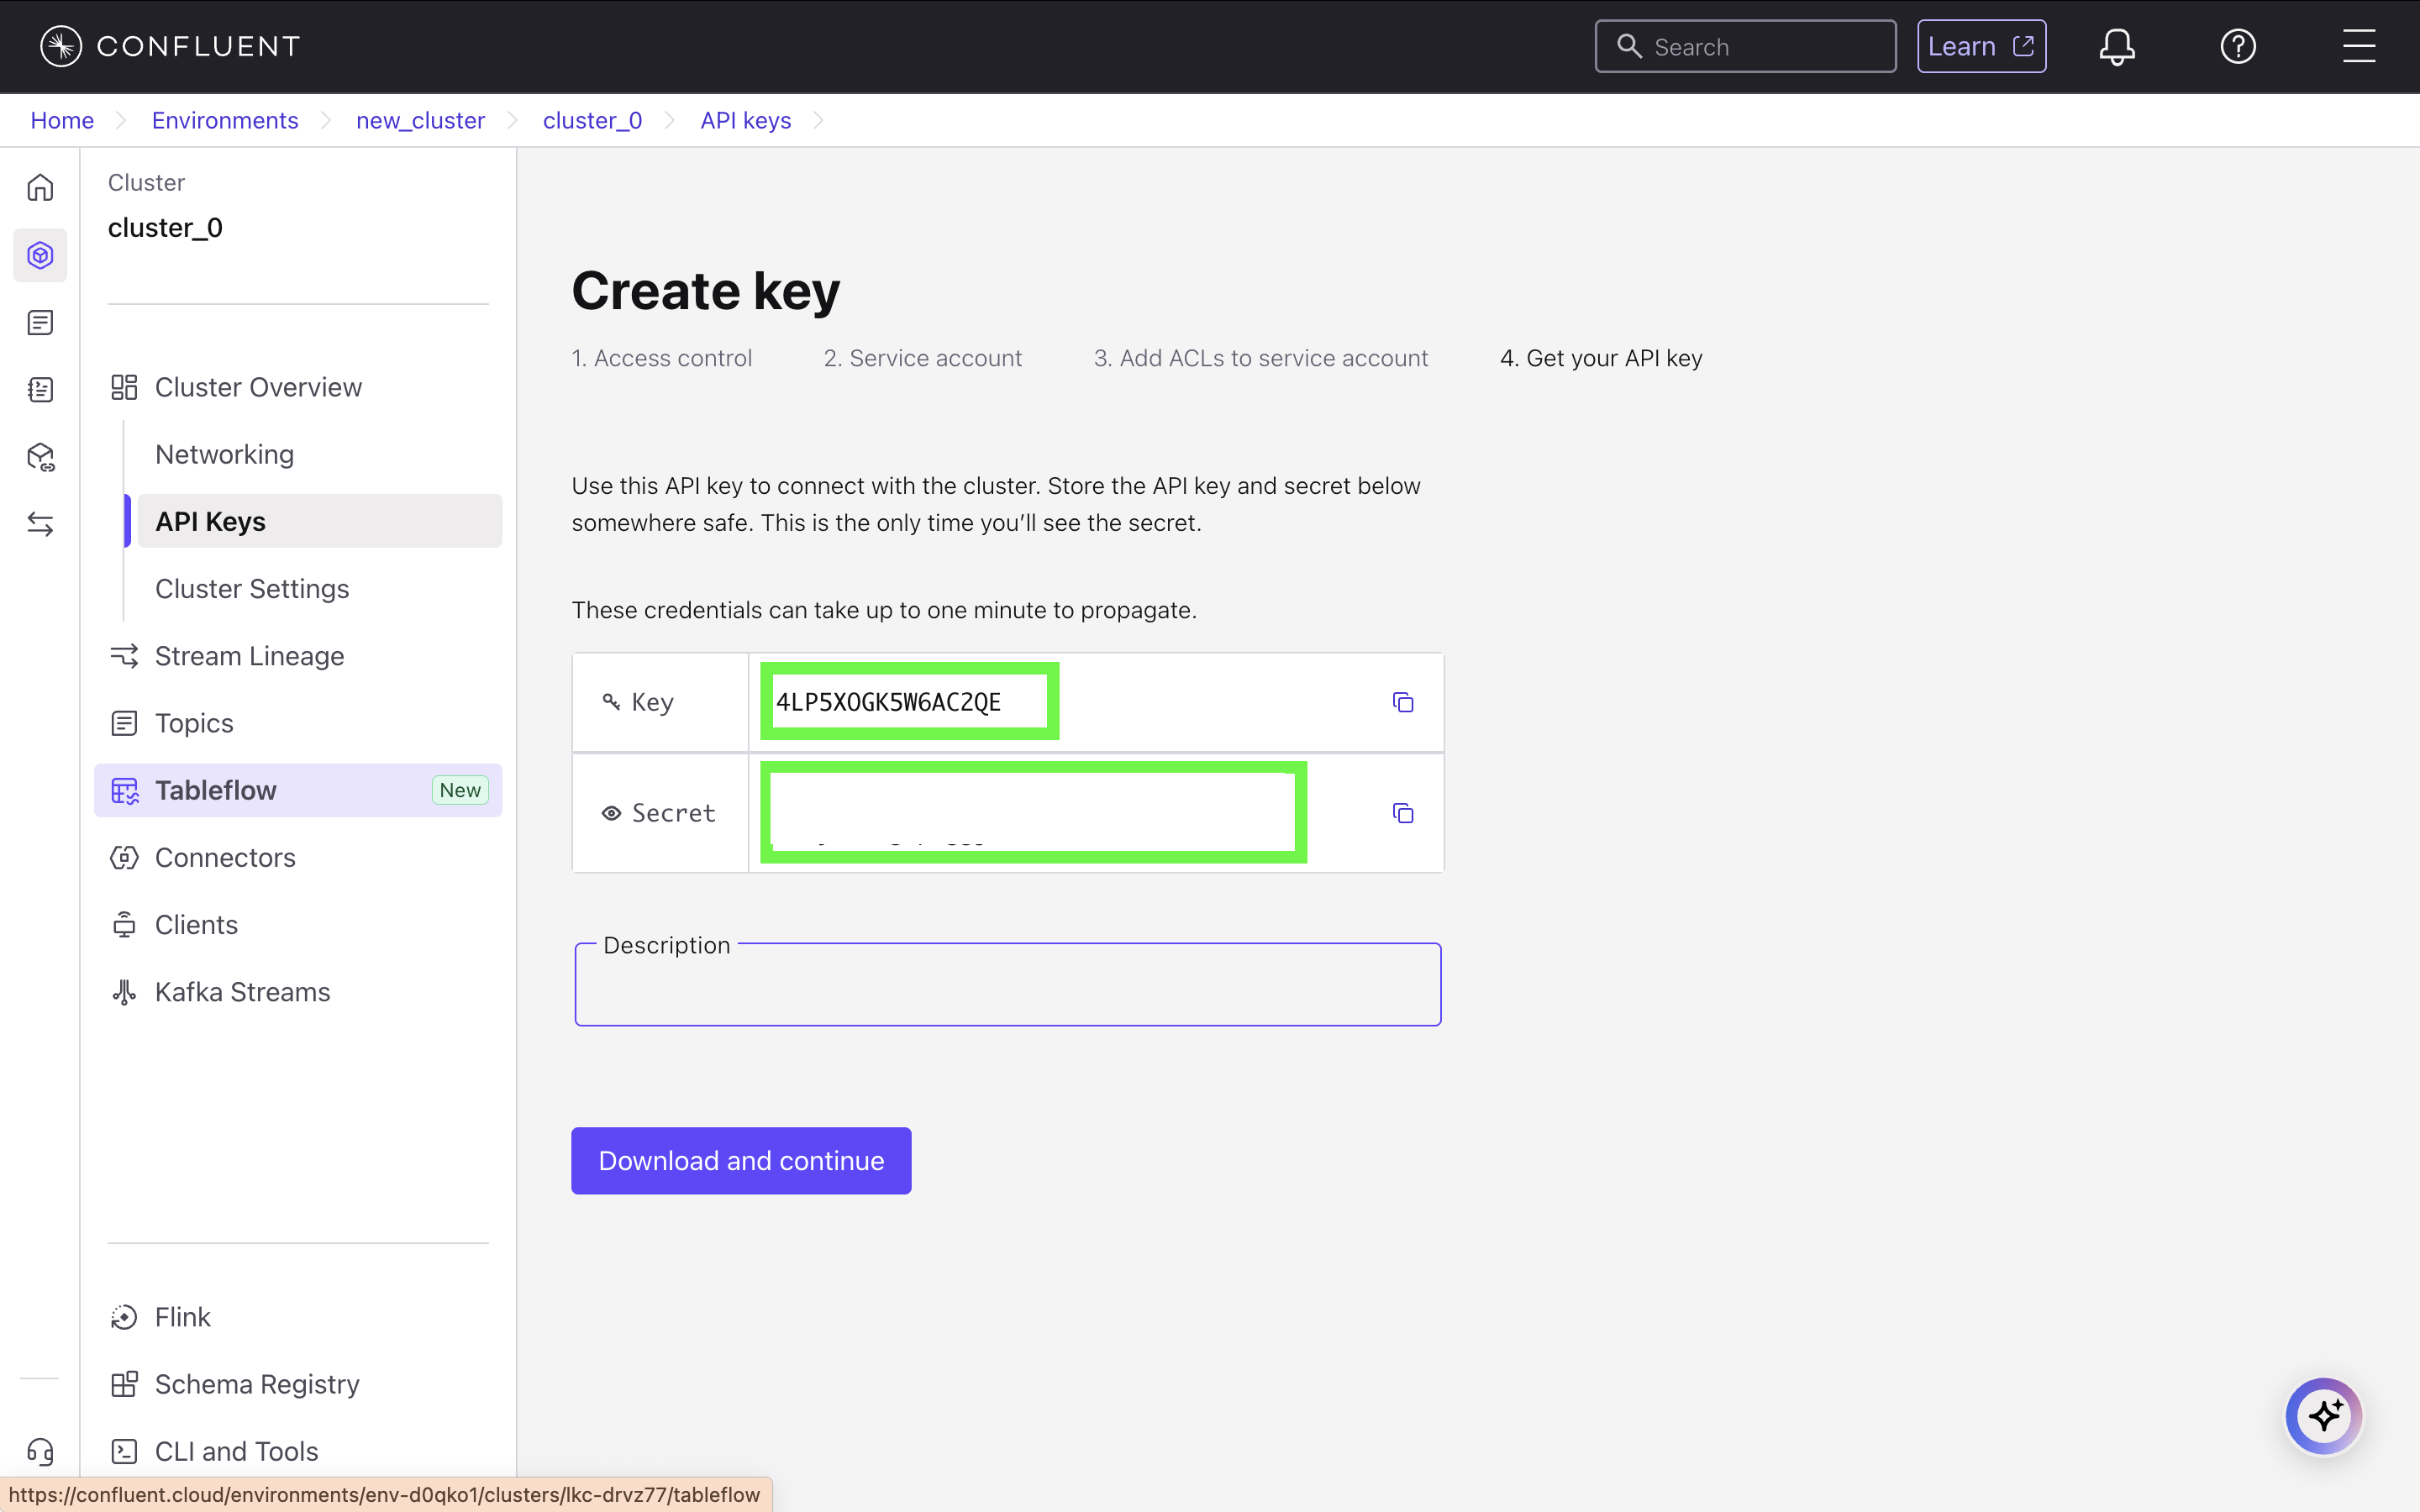 CONFLUENT
Search
Learn
Home
Environments
new_cluster
cluster_0
API keys
Cluster
cluster_0
Cluster Overview
Networking
API Keys
Cluster Settings
Stream Lineage
Topics
Tableflow New
Connectors
Clients
Kafka Streams
Flink
Schema Registry
CLI and Tools
Create key
1. Access control
2. Service account
3. Add ACLs to service account
4. Get your API key
Use this API key to connect with the cluster. Store the API key and secret below
somewhere safe. This is the only time you’ll see the secret.
These credentials can take up to one minute to propagate.
Key 4LP5XOGK5W6AC2QE
Secret
Description
Download and continue
https://confluent.cloud/environments/env-d0qko1/clusters/lkc-drvz77/tableflow